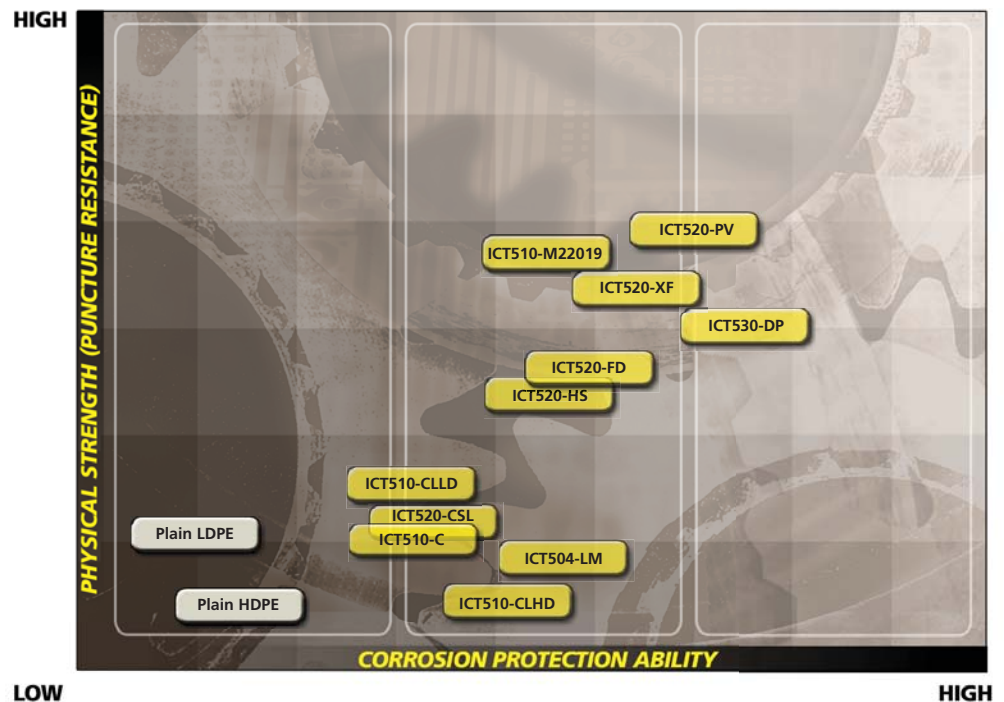 HIGH
PHYSICAL STRENGTH (PUNCTURE RESISTANCE)
ICT520-PV
ICT510-M22019
ICT520-XF
ICT530-DP
ICT520-FD
ICT520-HS
ICT510-CLLD
ICT520-CSL
Plain LDPE
ICT510-C
ICT504-LM
Plain HDPE
ICT510-CLHD
CORROSION PROTECTION ABILITY
LOW
HIGH